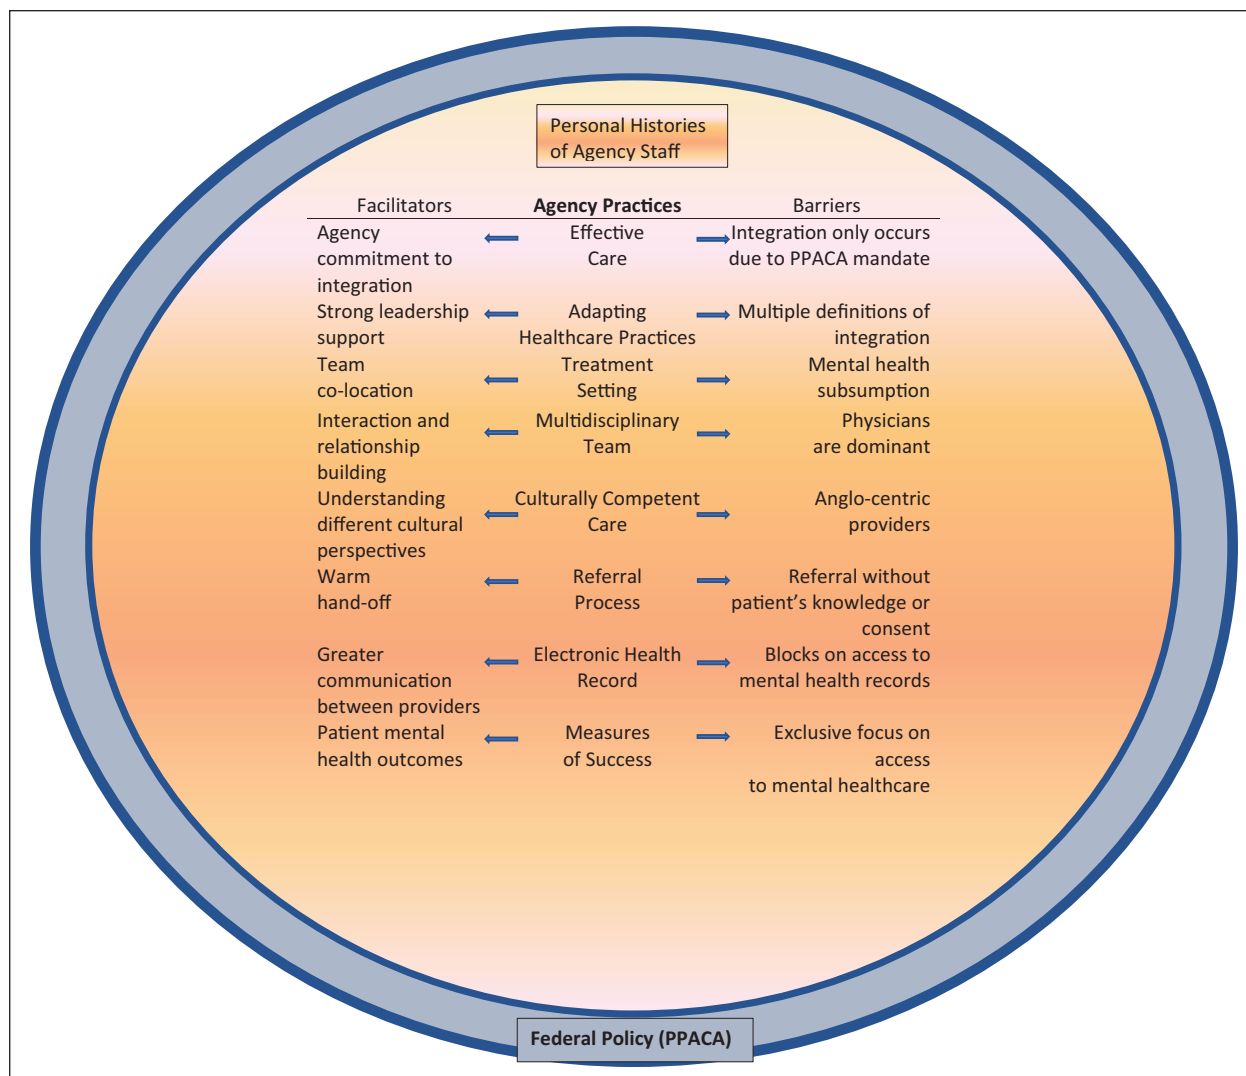 Personal Histories
of Agency Staff
Facilitators Agency Practices Barriers
Agency
commitment to
integration
Effective
Care
Integration only occurs
due to PPACA mandate
Strong leadership
support
Adapting
Healthcare Practices
Multiple definitions of
integration
Team
co-location
Treatment
Setting
Mental health
subsumption
Interaction and
relationship
building
Multidisciplinary
Team
Physicians
are dominant
Understanding
different cultural
perspectives
Culturally Competent
Care
Anglo-centric
providers
Warm
hand-off
Referral
Process
Referral without
patient’s knowledge or
consent
Greater
communication
between providers
Electronic Health
Record
Blocks on access to
mental health records
Patient mental
health outcomes
Measures
of Success
Exclusive focus on
access
to mental healthcare
Federal Policy (PPACA)